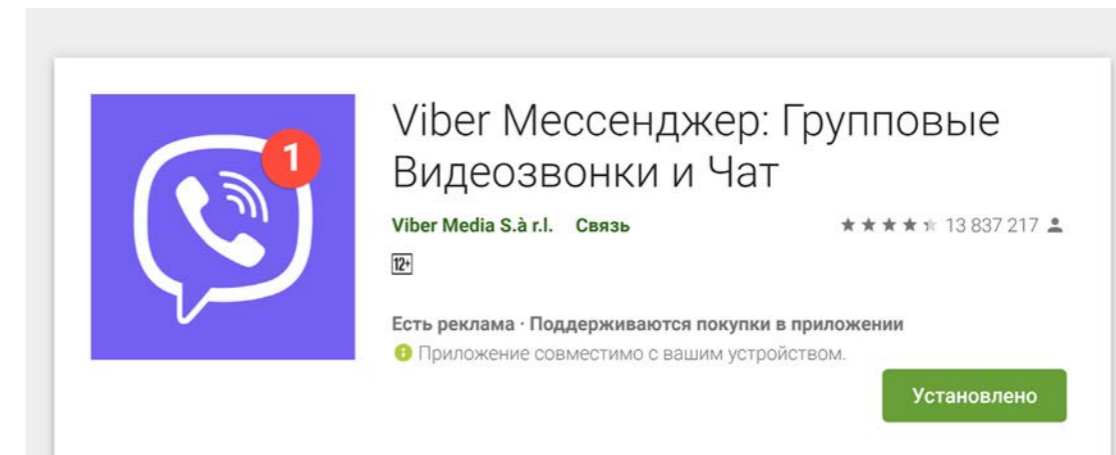 1
Viber Мессенджер: Групповые
Видеозвонки и Чат
Viber Media S.à r.l. Связь 13 837 217
12+
Есть реклама · Поддерживаются покупки в приложении
Приложение совместимо с вашим устройством.
Установлено